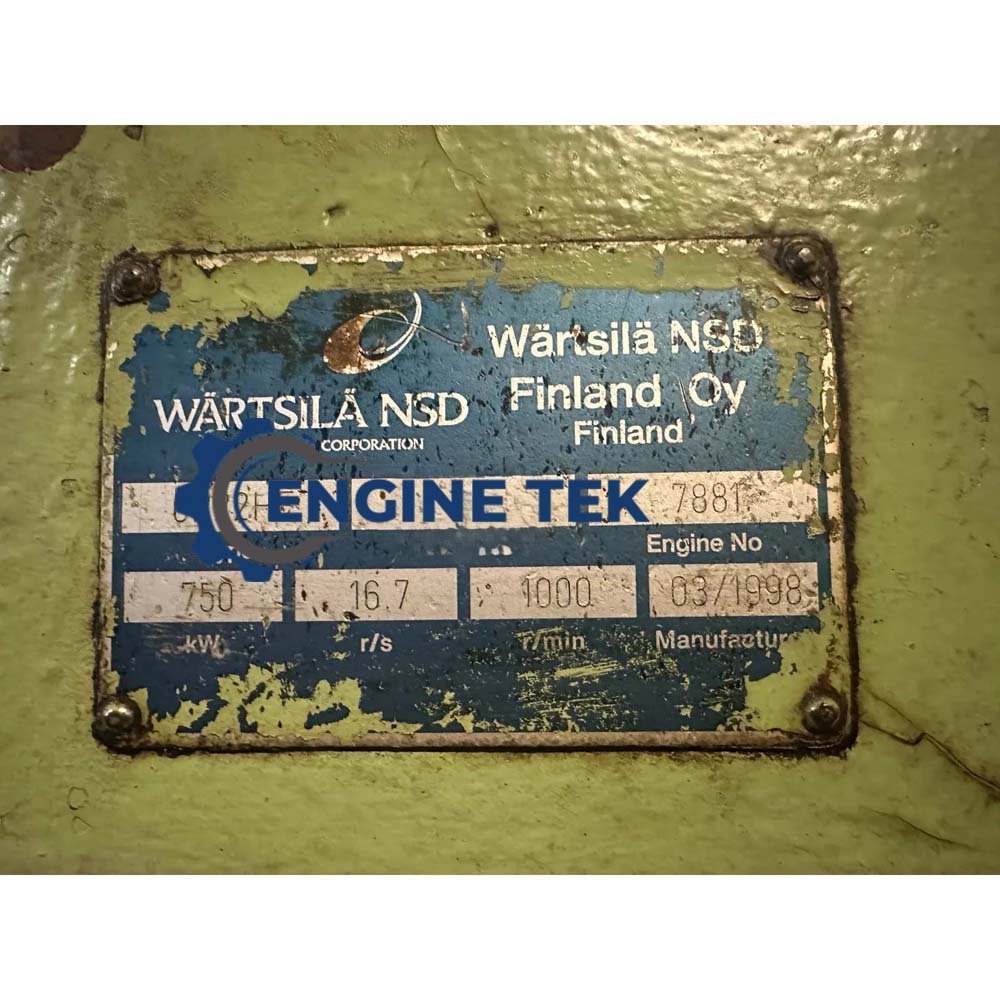 Wärtsilä NSD
Finland Oy
Finland
WÄRTSILÄ NSD
CORPORATION
ENGINE TEK
7881
Engine No
750 16.7 1000 03/1998
kW r/s r/min